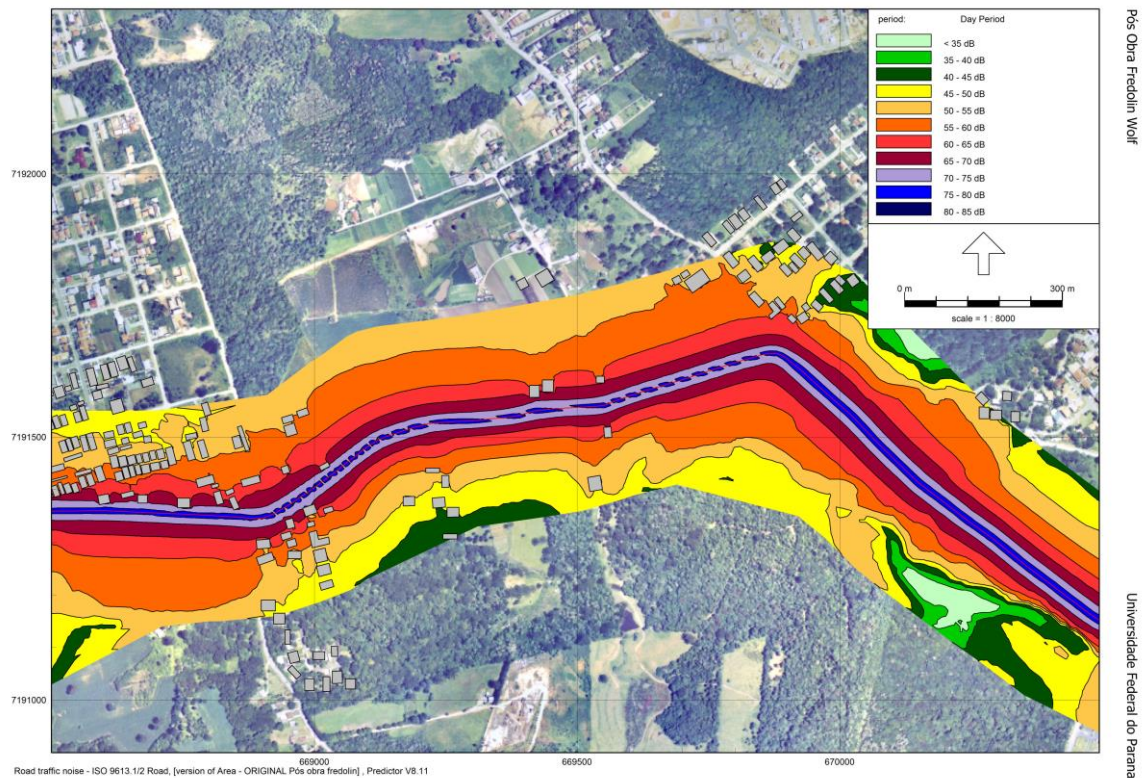 period: Day Period
< 35 dB
35 - 40 dB
40 - 45 dB
45 - 50 dB
50 - 55 dB
55 - 60 dB
60 - 65 dB
65 - 70 dB
70 - 75 dB
75 - 80 dB
80 - 85 dB
0 m 300 m
scale = 1 : 8000
Pós Obra Fredolin Wolf
Universidade Federal do Parana
7192000
7191500
7191000
669000 669500 670000
Road traffic noise - ISO 9613.1/2 Road, [version of Area - ORIGINAL Pós obra fredolin] , Predictor V8.11